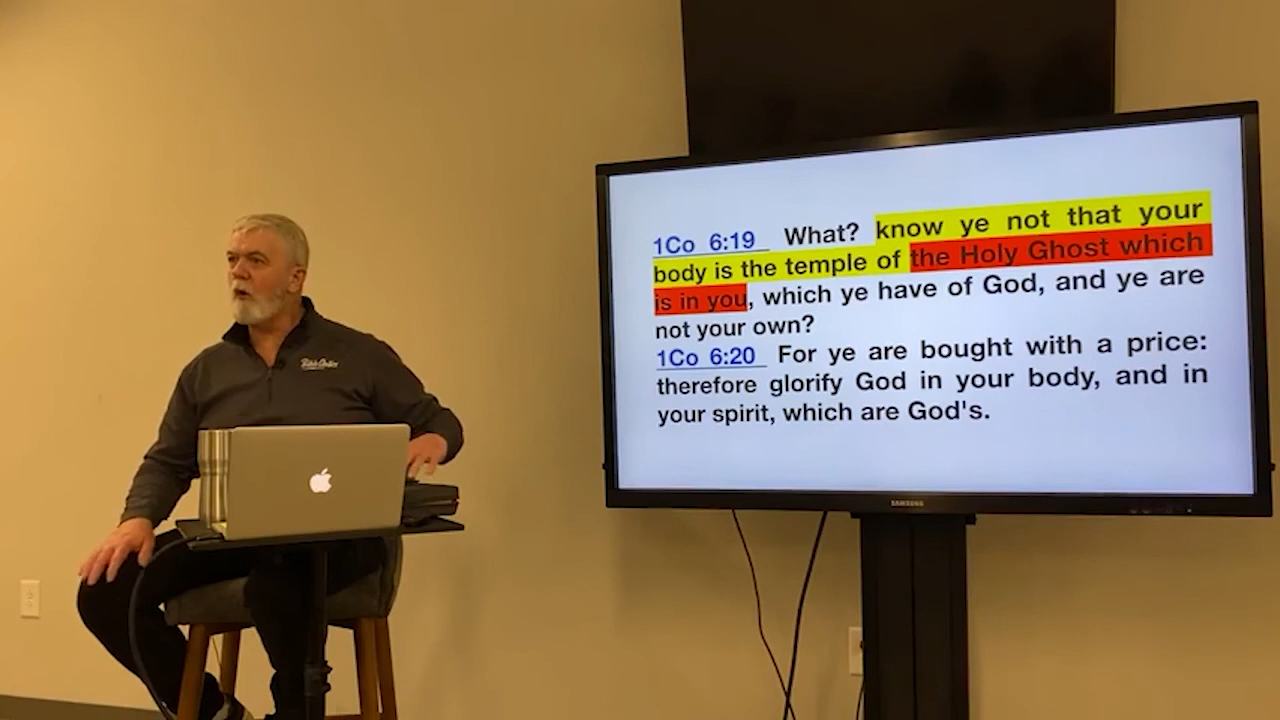 1Co 6:19 What? know ye not that your
body is the temple of the Holy Ghost which
is in you, which ye have of God, and ye are
not your own?
1Co 6:20 For ye are bought with a price:
therefore glorify God in your body, and in
your spirit, which are God's.
SAMSUNG